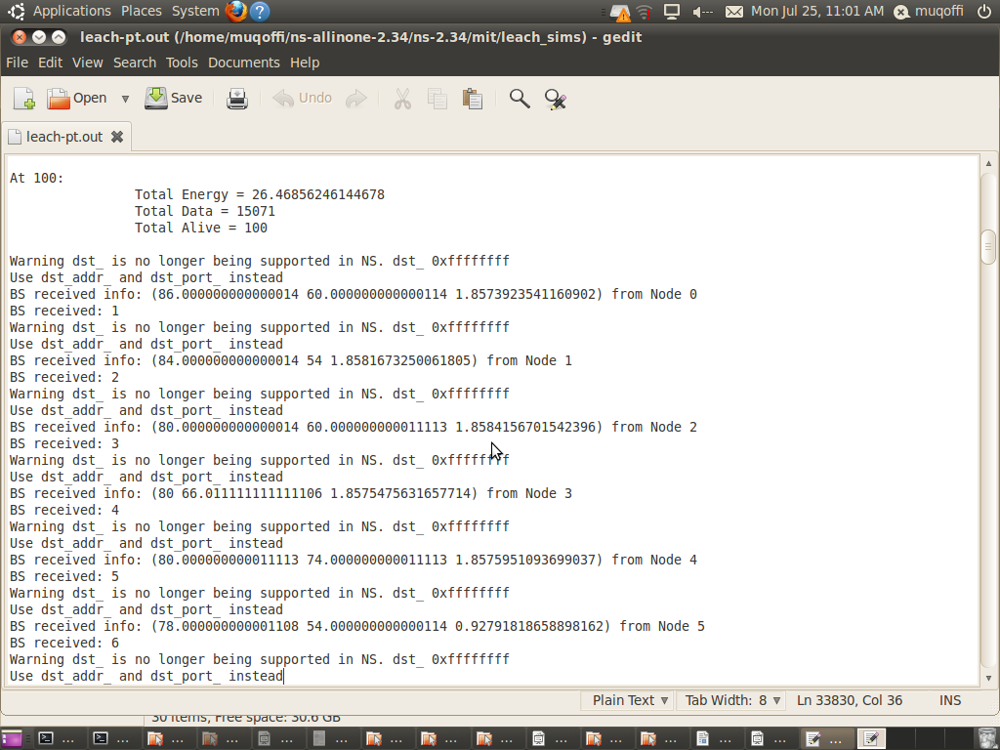 Applications Places System Mon Jul 25, 11:01 AM muqoffi
leach-pt.out (/home/muqoffi/ns-allinone-2.34/ns-2.34/mit/leach_sims) - gedit
File Edit View Search Tools Documents Help
Open Save Undo
leach-pt.out
At 100:
Total Energy = 26.46856246144678
Total Data = 15071
Total Alive = 100
Warning dst_ is no longer being supported in NS. dst_ 0xffffffff
Use dst_addr_ and dst_port_ instead
BS received info: (86.000000000000014 60.000000000000114 1.8573923541160902) from Node 0
BS received: 1
Warning dst_ is no longer being supported in NS. dst_ 0xffffffff
Use dst_addr_ and dst_port_ instead
BS received info: (84.000000000000014 54 1.8581673250061805) from Node 1
BS received: 2
Warning dst_ is no longer being supported in NS. dst_ 0xffffffff
Use dst_addr_ and dst_port_ instead
BS received info: (80.000000000000014 60.000000000011113 1.8584156701542396) from Node 2
BS received: 3
Warning dst_ is no longer being supported in NS. dst_ 0xffffffff
Use dst_addr_ and dst_port_ instead
BS received info: (80 66.011111111111106 1.8575475631657714) from Node 3
BS received: 4
Warning dst_ is no longer being supported in NS. dst_ 0xffffffff
Use dst_addr_ and dst_port_ instead
BS received info: (80.000000000011113 74.000000000011113 1.8575951093699037) from Node 4
BS received: 5
Warning dst_ is no longer being supported in NS. dst_ 0xffffffff
Use dst_addr_ and dst_port_ instead
BS received info: (78.000000000001108 54.000000000000114 0.92791818658898162) from Node 5
BS received: 6
Warning dst_ is no longer being supported in NS. dst_ 0xffffffff
Use dst_addr_ and dst_port_ instead
Plain Text Tab Width: 8 Ln 33830, Col 36 INS
30 items, Free space: 30.6 GB
... ... ... ... ... ... ... ... ... ... ... ... ... ... ...